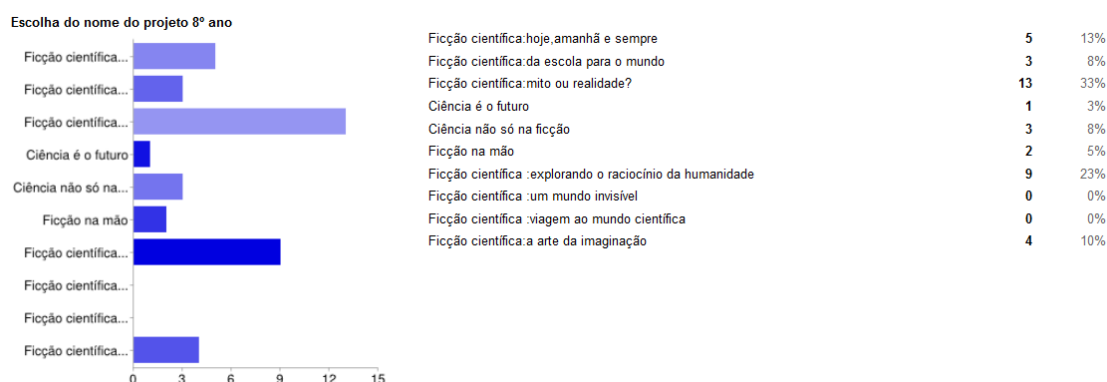 Escolha do nome do projeto 8º ano
Ficção científica...
Ficção científica...
Ficção científica...
Ciência é o futuro
Ciência não só na...
Ficção na mão
Ficção científica...
Ficção científica...
Ficção científica...
Ficção científica...
0 3 6 9 12 15
Ficção científica:hoje,amanhã e sempre 5 13%
Ficção científica:da escola para o mundo 3 8%
Ficção científica:mito ou realidade? 13 33%
Ciência é o futuro 1 3%
Ciência não só na ficção 3 8%
Ficção na mão 2 5%
Ficção científica :explorando o raciocínio da humanidade 9 23%
Ficção científica :um mundo invisível 0 0%
Ficção científica :viagem ao mundo científica 0 0%
Ficção científica:a arte da imaginação 4 10%